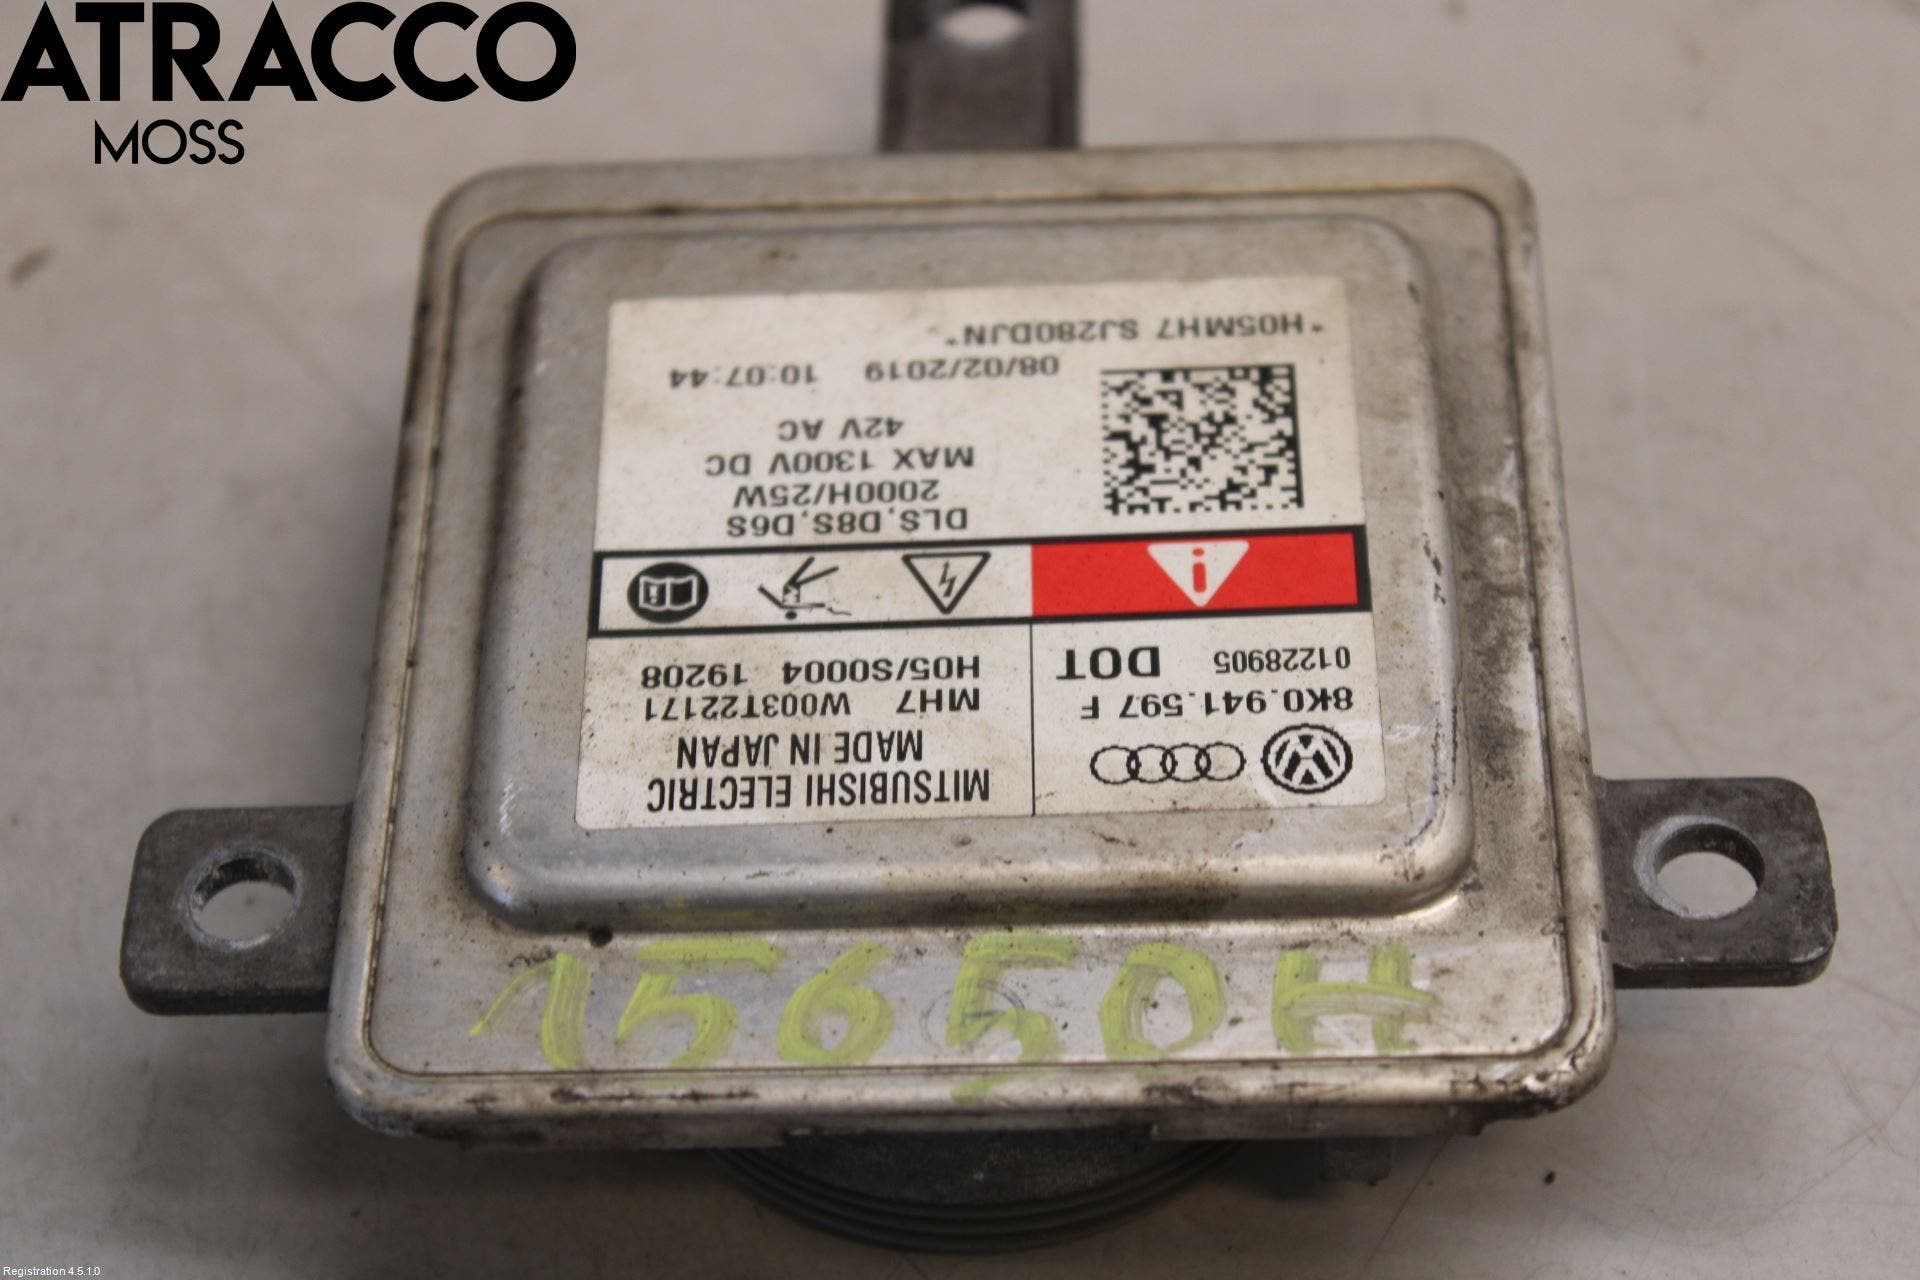 ATRACCO
MOSS
MITSUBISHI ELECTRIC
MADE IN JAPAN
MH7 W003T22171
H05/S0004 19208
8K0.941.597 F
01228905 DOT
DLS,D8S,D6S
2000H/25W
MAX 1300V DC
42V AC
08/02/2019 10:07:44
*H05MH7 SJ280DJN*
15650H
Registration 4.5.1.0